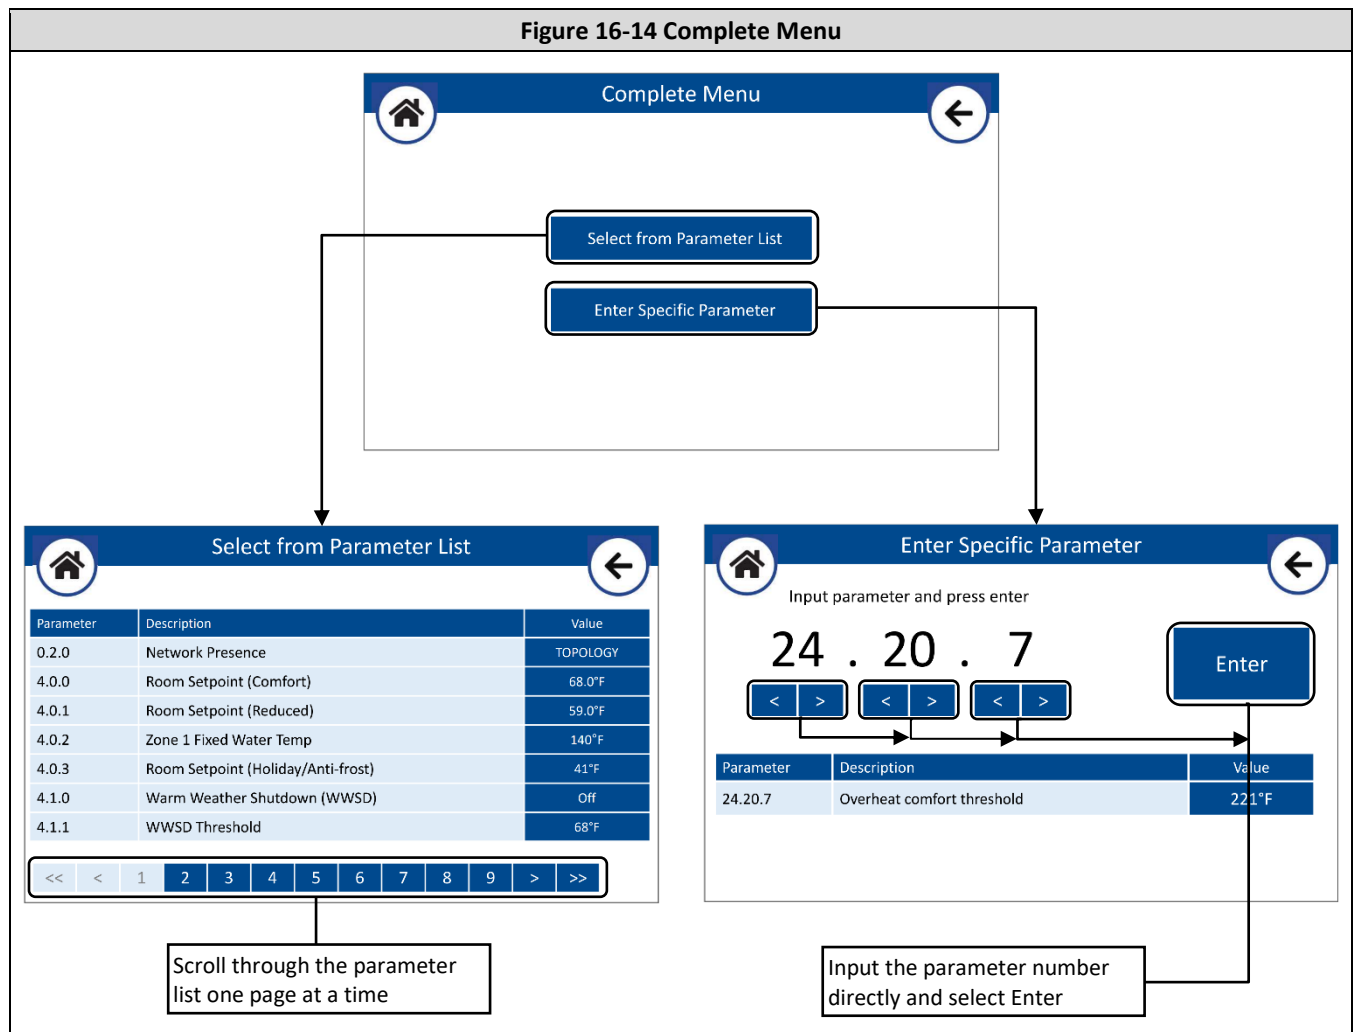 Figure 16-14 Complete Menu
Complete Menu
Select from Parameter List
Enter Specific Parameter
Select from Parameter List
Parameter Description Value
0.2.0 Network Presence TOPOLOGY
4.0.0 Room Setpoint (Comfort) 68.0°F
4.0.1 Room Setpoint (Reduced) 59.0°F
4.0.2 Zone 1 Fixed Water Temp 140°F
4.0.3 Room Setpoint (Holiday/Anti-frost) 41°F
4.1.0 Warm Weather Shutdown (WWSD) Off
4.1.1 WWSD Threshold 68°F
<< < 1 2 3 4 5 6 7 8 9 > >>
Scroll through the parameter
list one page at a time
Enter Specific Parameter
Input parameter and press enter
24 . 20 . 7
< > < > < >
Enter
Parameter Description Value
24.20.7 Overheat comfort threshold 221°F
Input the parameter number
directly and select Enter